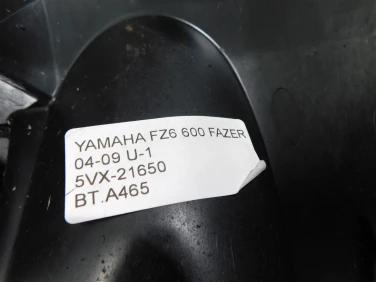 YAMAHA FZ6 600 FAZER
04-09 U-1
5VX-21650
BT.A465